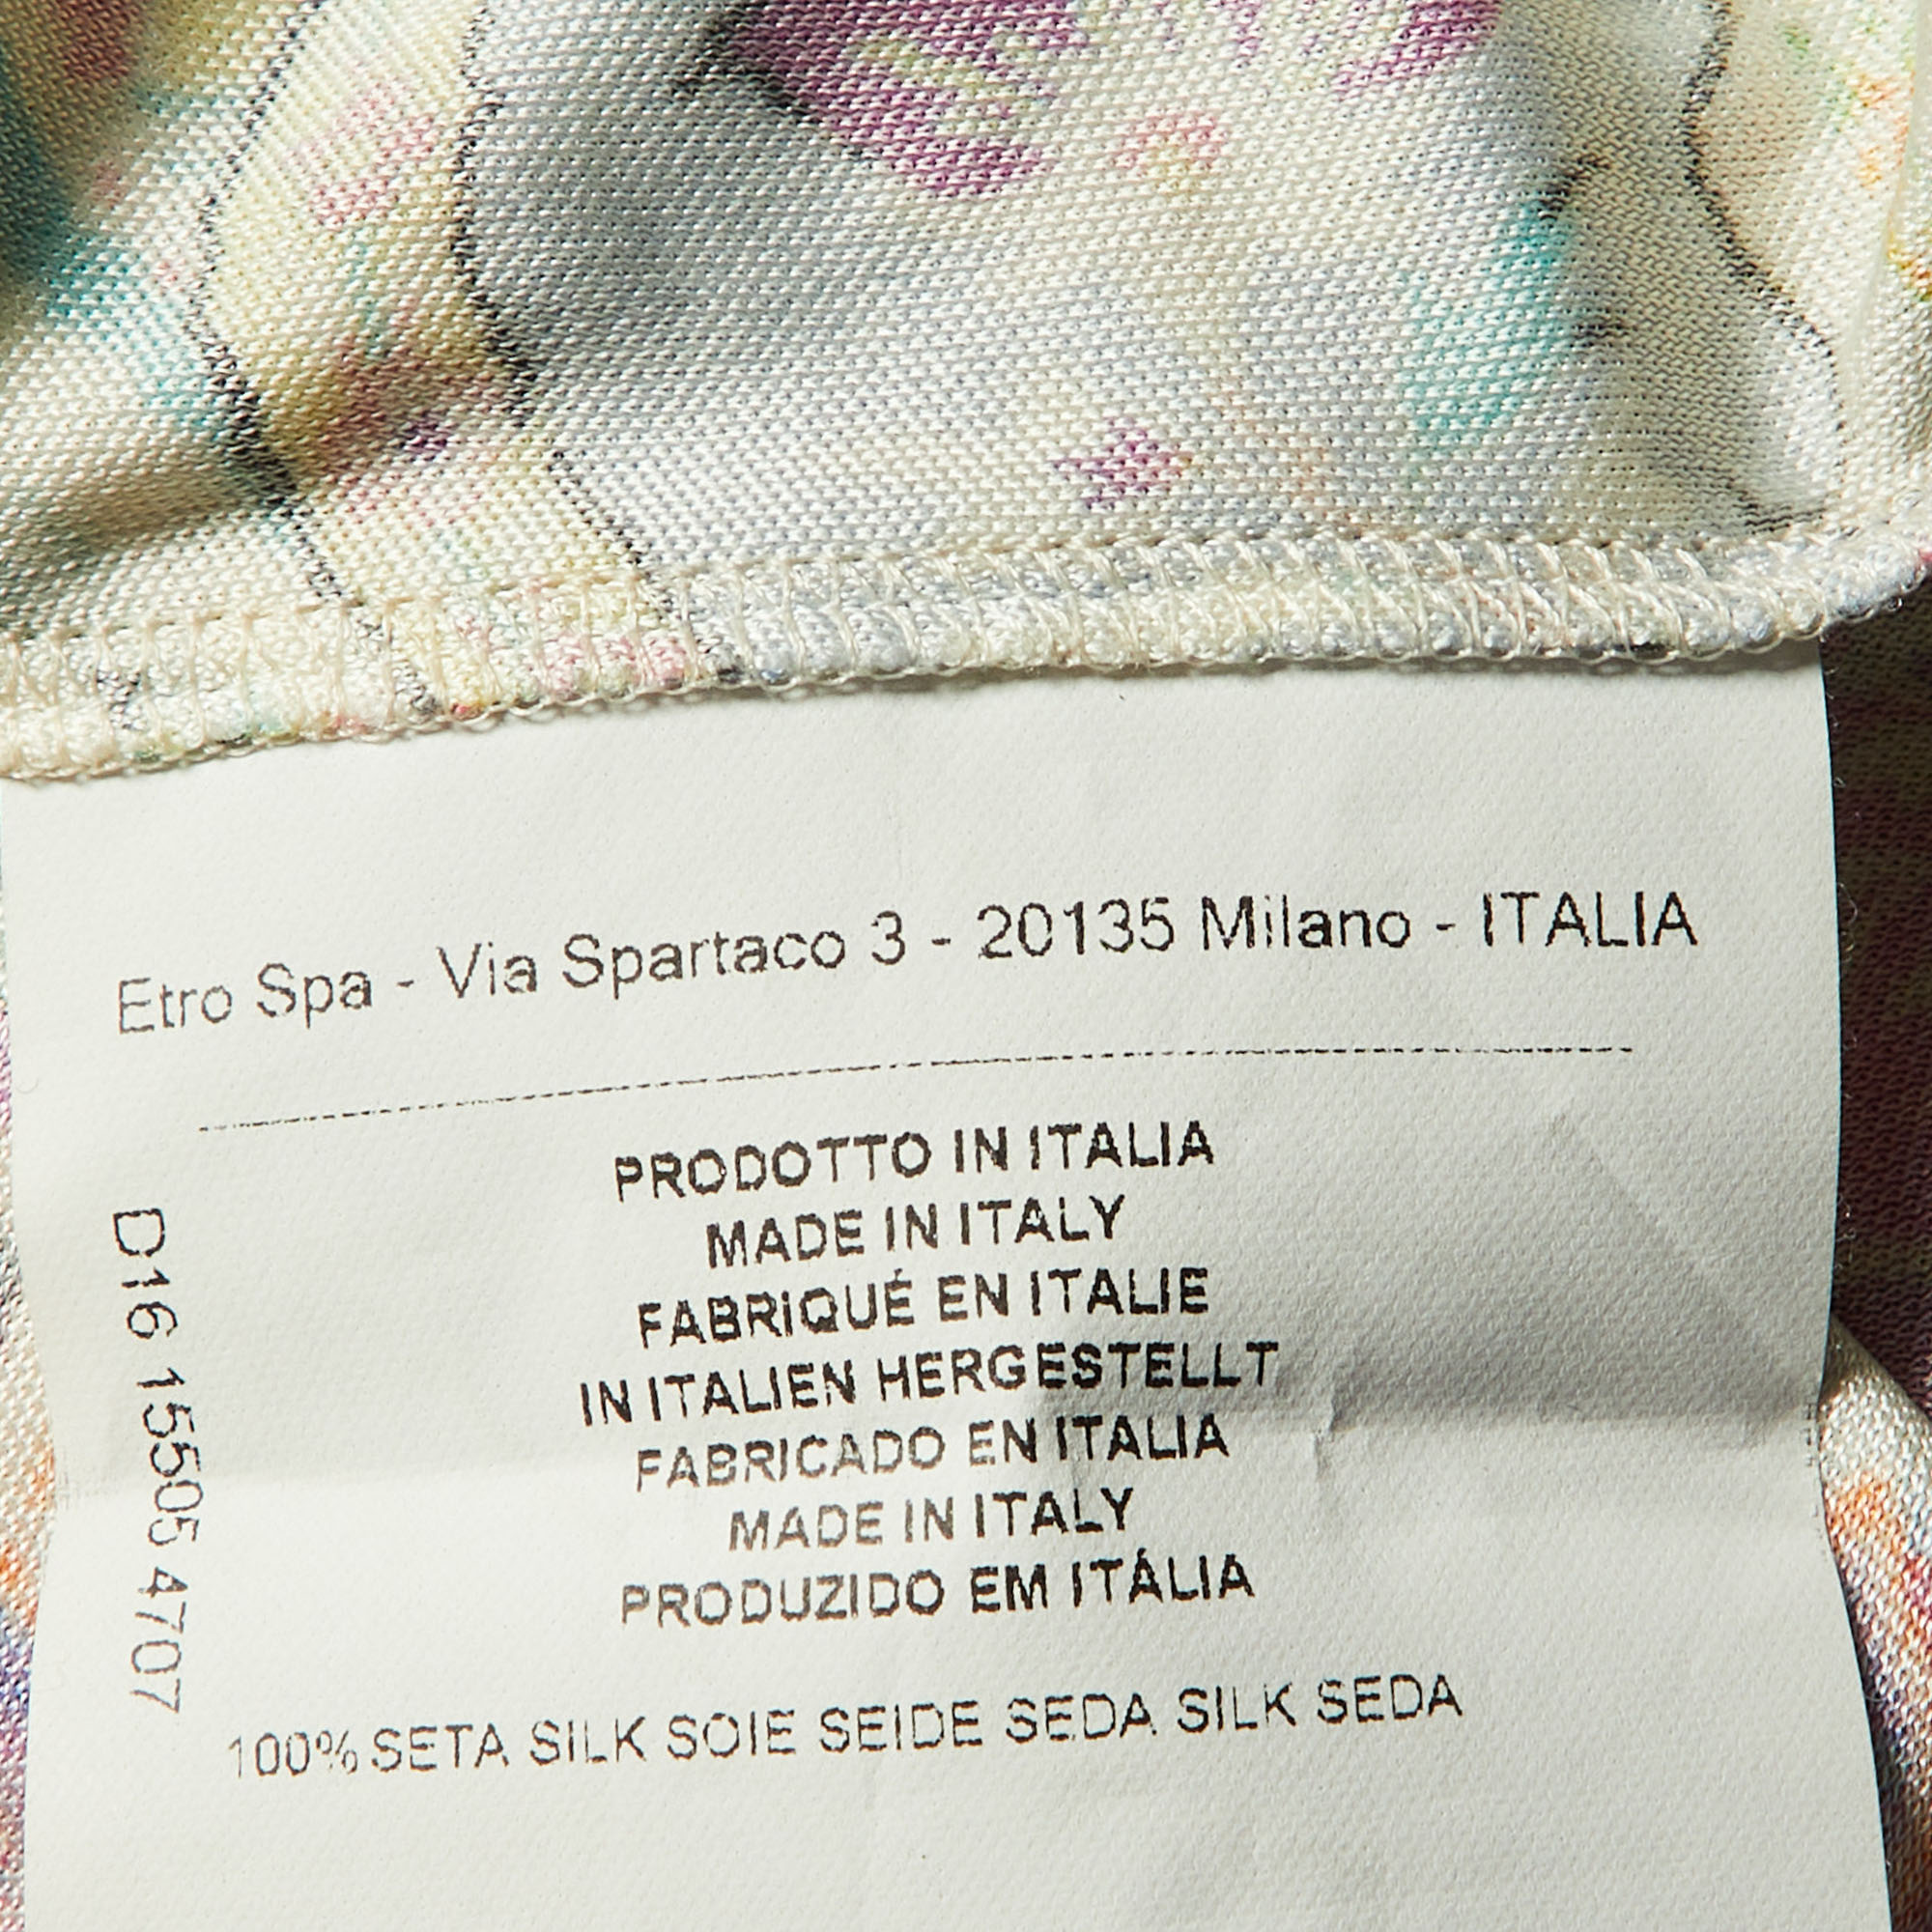 Etro Spa - Via Spartaco 3 - 20135 Milano - ITALIA
PRODOTTO IN ITALIA
MADE IN ITALY
FABRIQUÉ EN ITALIE
IN ITALIEN HERGESTELLT
FABRICADO EN ITALIA
MADE IN ITALY
PRODUZIDO EM ITÁLIA
D16 15505 4707
100% SETA SILK SOIE SEIDE SEDA SILK SEDA